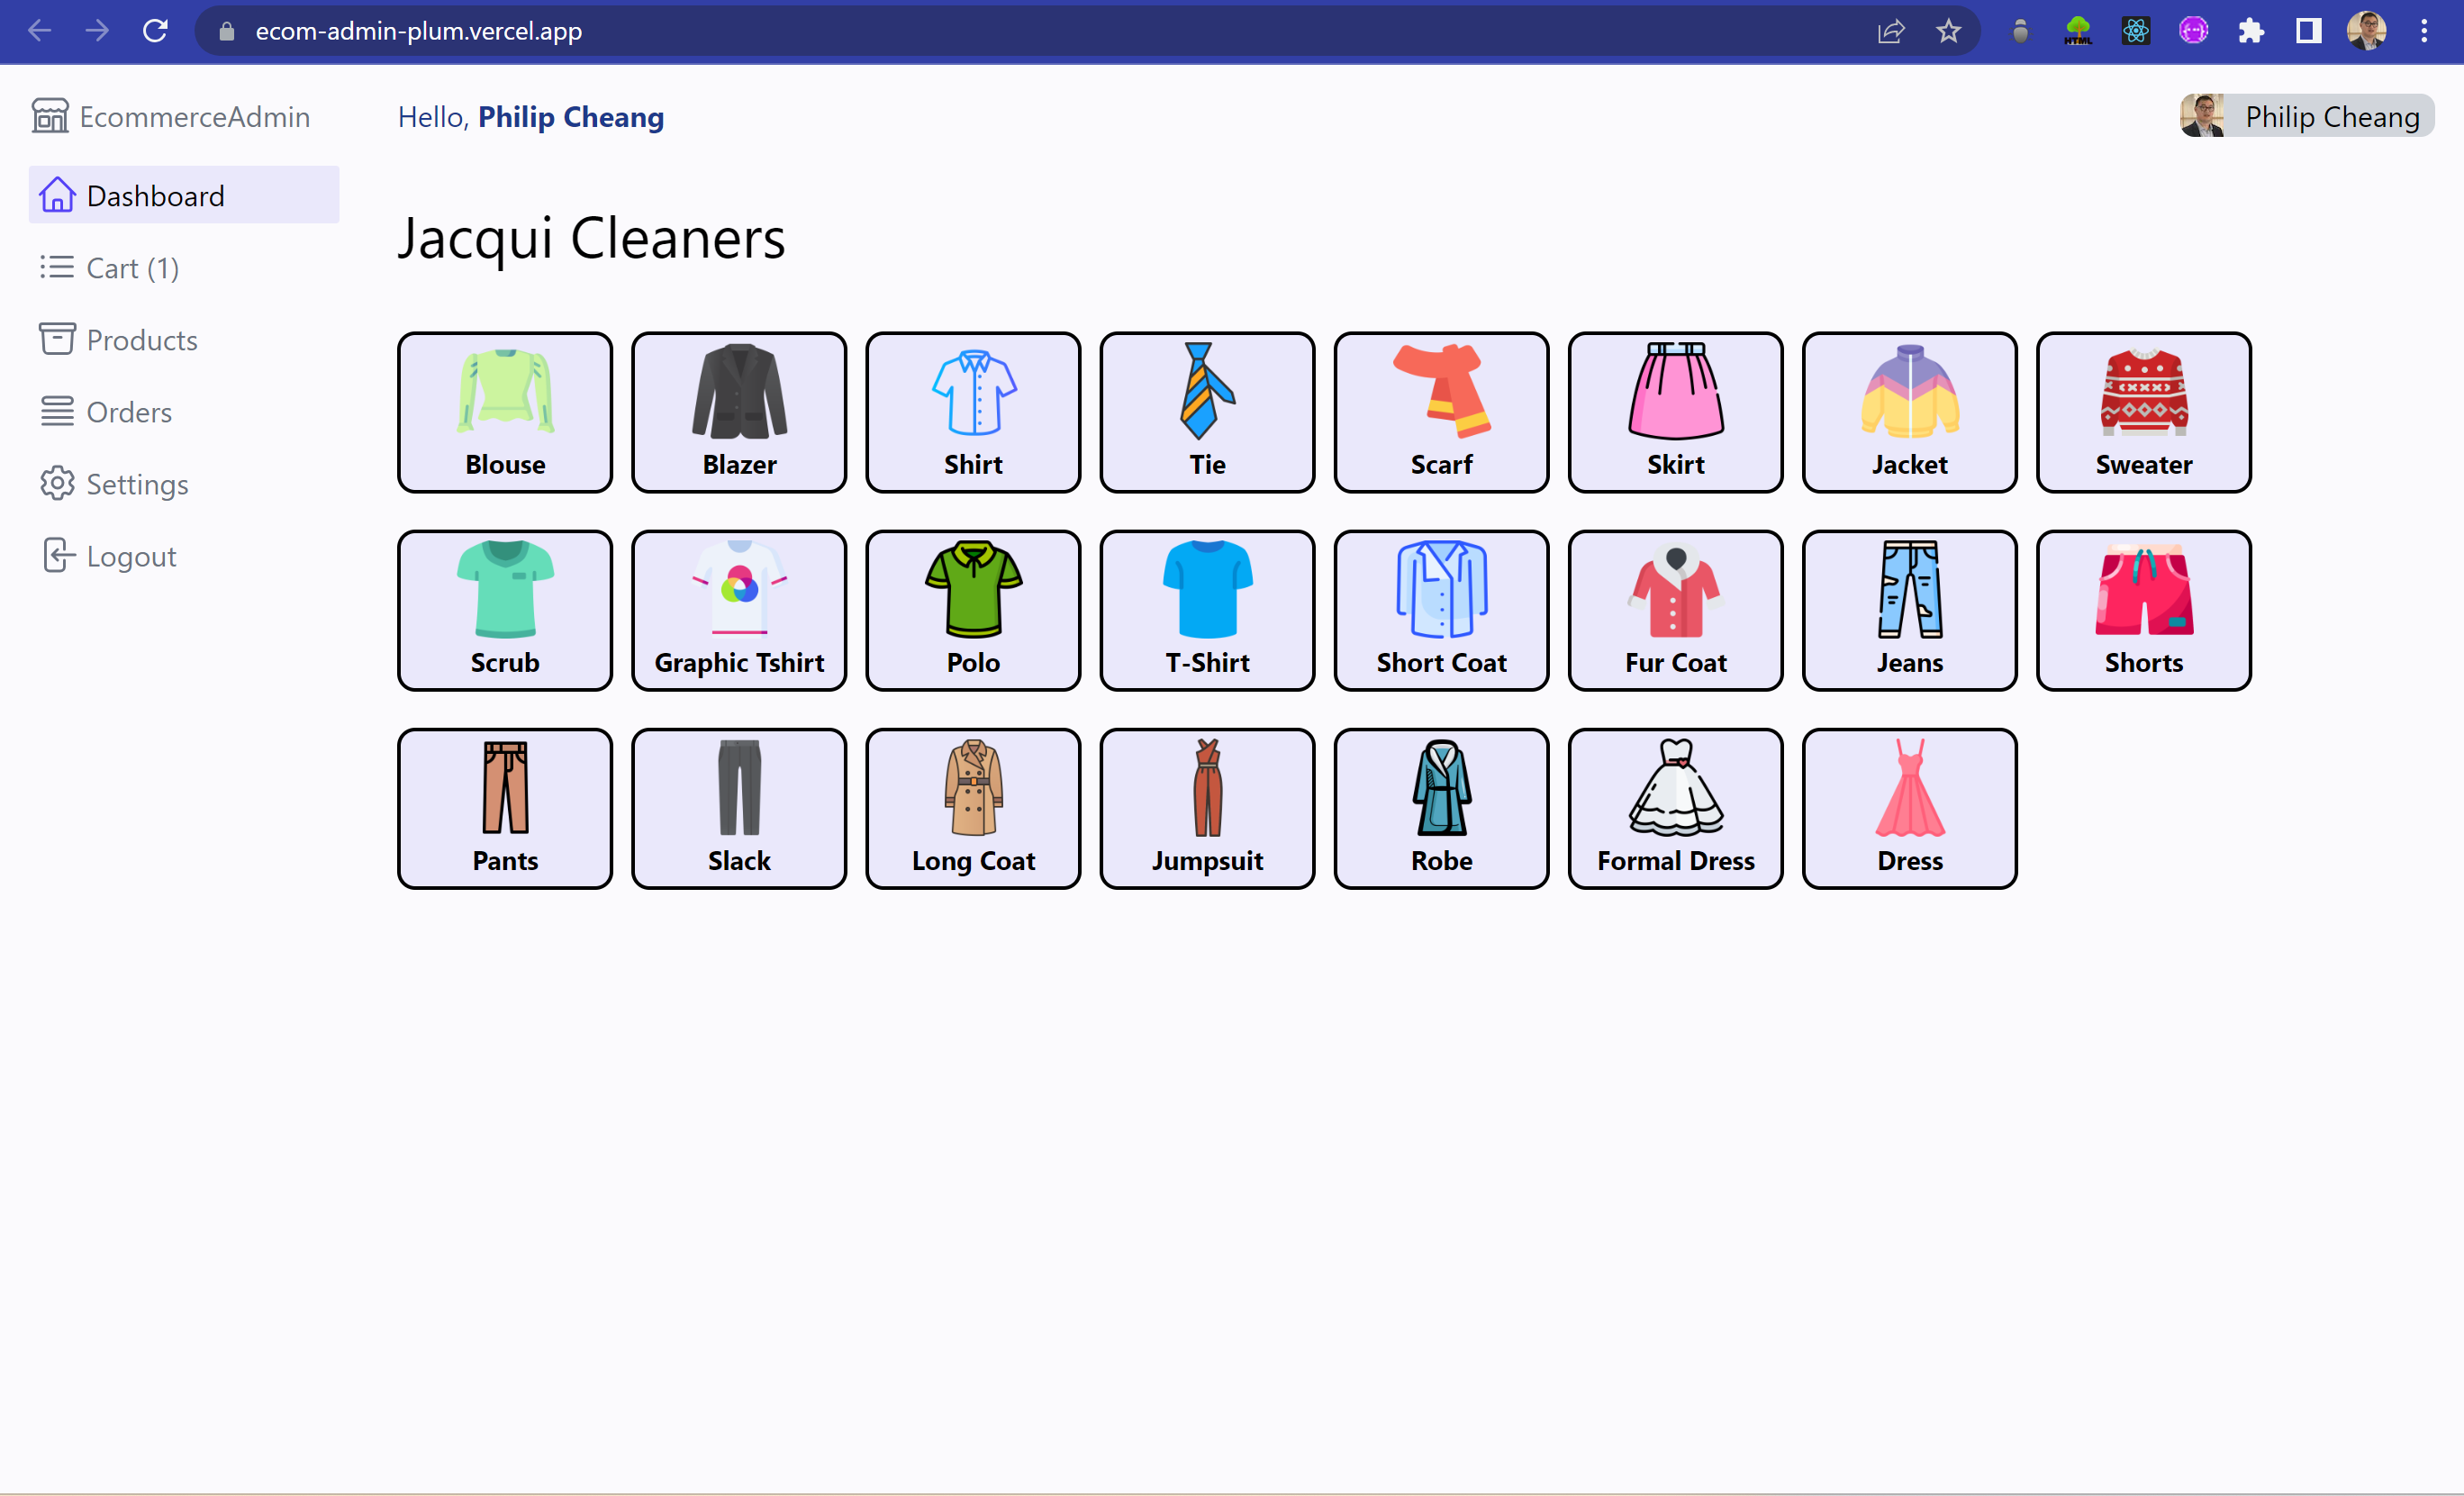 ecom-admin-plum.vercel.app
HTML
EcommerceAdmin
Hello, Philip Cheang
Philip Cheang
Dashboard
Cart (1)
Products
Orders
Settings
Logout
Jacqui Cleaners
Blouse
Blazer
Shirt
Tie
Scarf
Skirt
Jacket
Sweater
Scrub
Graphic Tshirt
Polo
T-Shirt
Short Coat
Fur Coat
Jeans
Shorts
Pants
Slack
Long Coat
Jumpsuit
Robe
Formal Dress
Dress